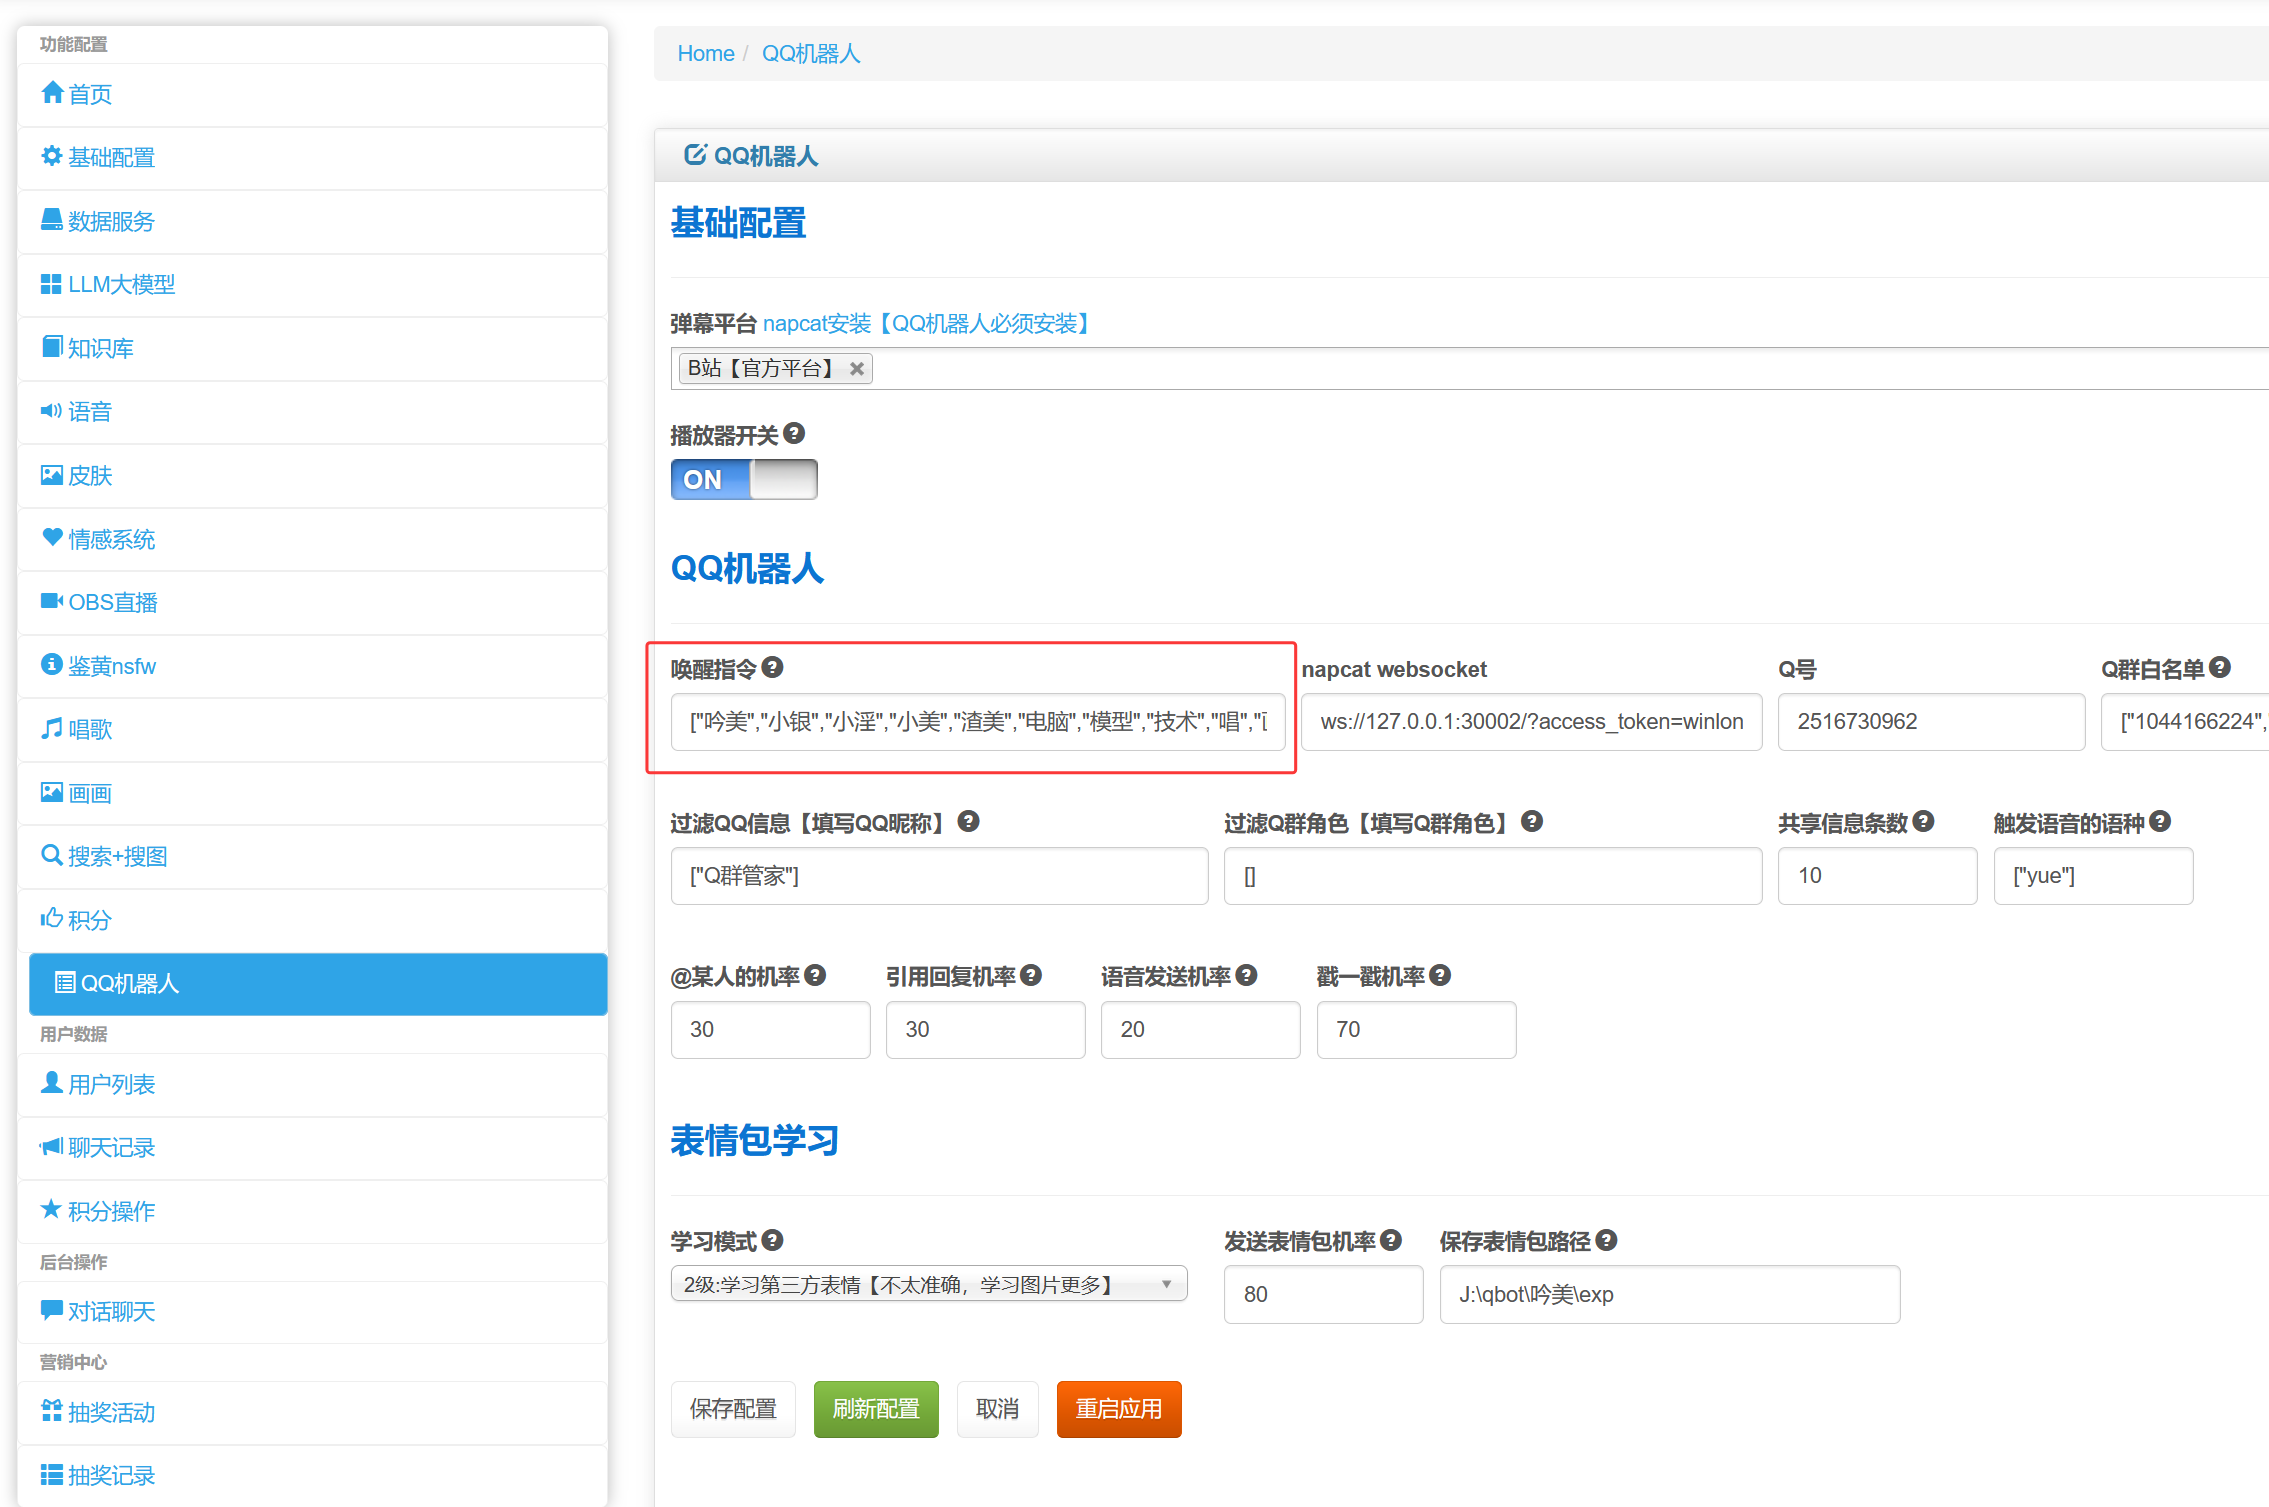 功能配置
首页
基础配置
数据服务
LLM大模型
知识库
语音
皮肤
情感系统
OBS直播
鉴黄nsfw
唱歌
画画
搜索+搜图
积分
QQ机器人
用户数据
用户列表
聊天记录
积分操作
后台操作
对话聊天
营销中心
抽奖活动
抽奖记录
Home / QQ机器人
QQ机器人
基础配置
弹幕平台 napcat安装【QQ机器人必须安装】
B站【官方平台】
播放器开关
ON
QQ机器人
唤醒指令 napcat websocket Q号 Q群白名单
["吟美","小银","小淫","小美","渣美","电脑","模型","技术","唱"," ws://127.0.0.1:30002/?access_token=winlon 2516730962 ["1044166224",
过滤QQ信息【填写QQ昵称】 过滤Q群角色【填写Q群角色】 共享信息条数 触发语音的语种
["Q群管家"] [] 10 ["yue"]
@某人的机率 引用回复机率 语音发送机率 戳一戳机率
30 30 20 70
表情包学习
学习模式 发送表情包机率 保存表情包路径
2级:学习第三方表情【不太准确，学习图片更多】 80 J:\qbot\吟美\exp
保存配置 刷新配置 取消 重启应用